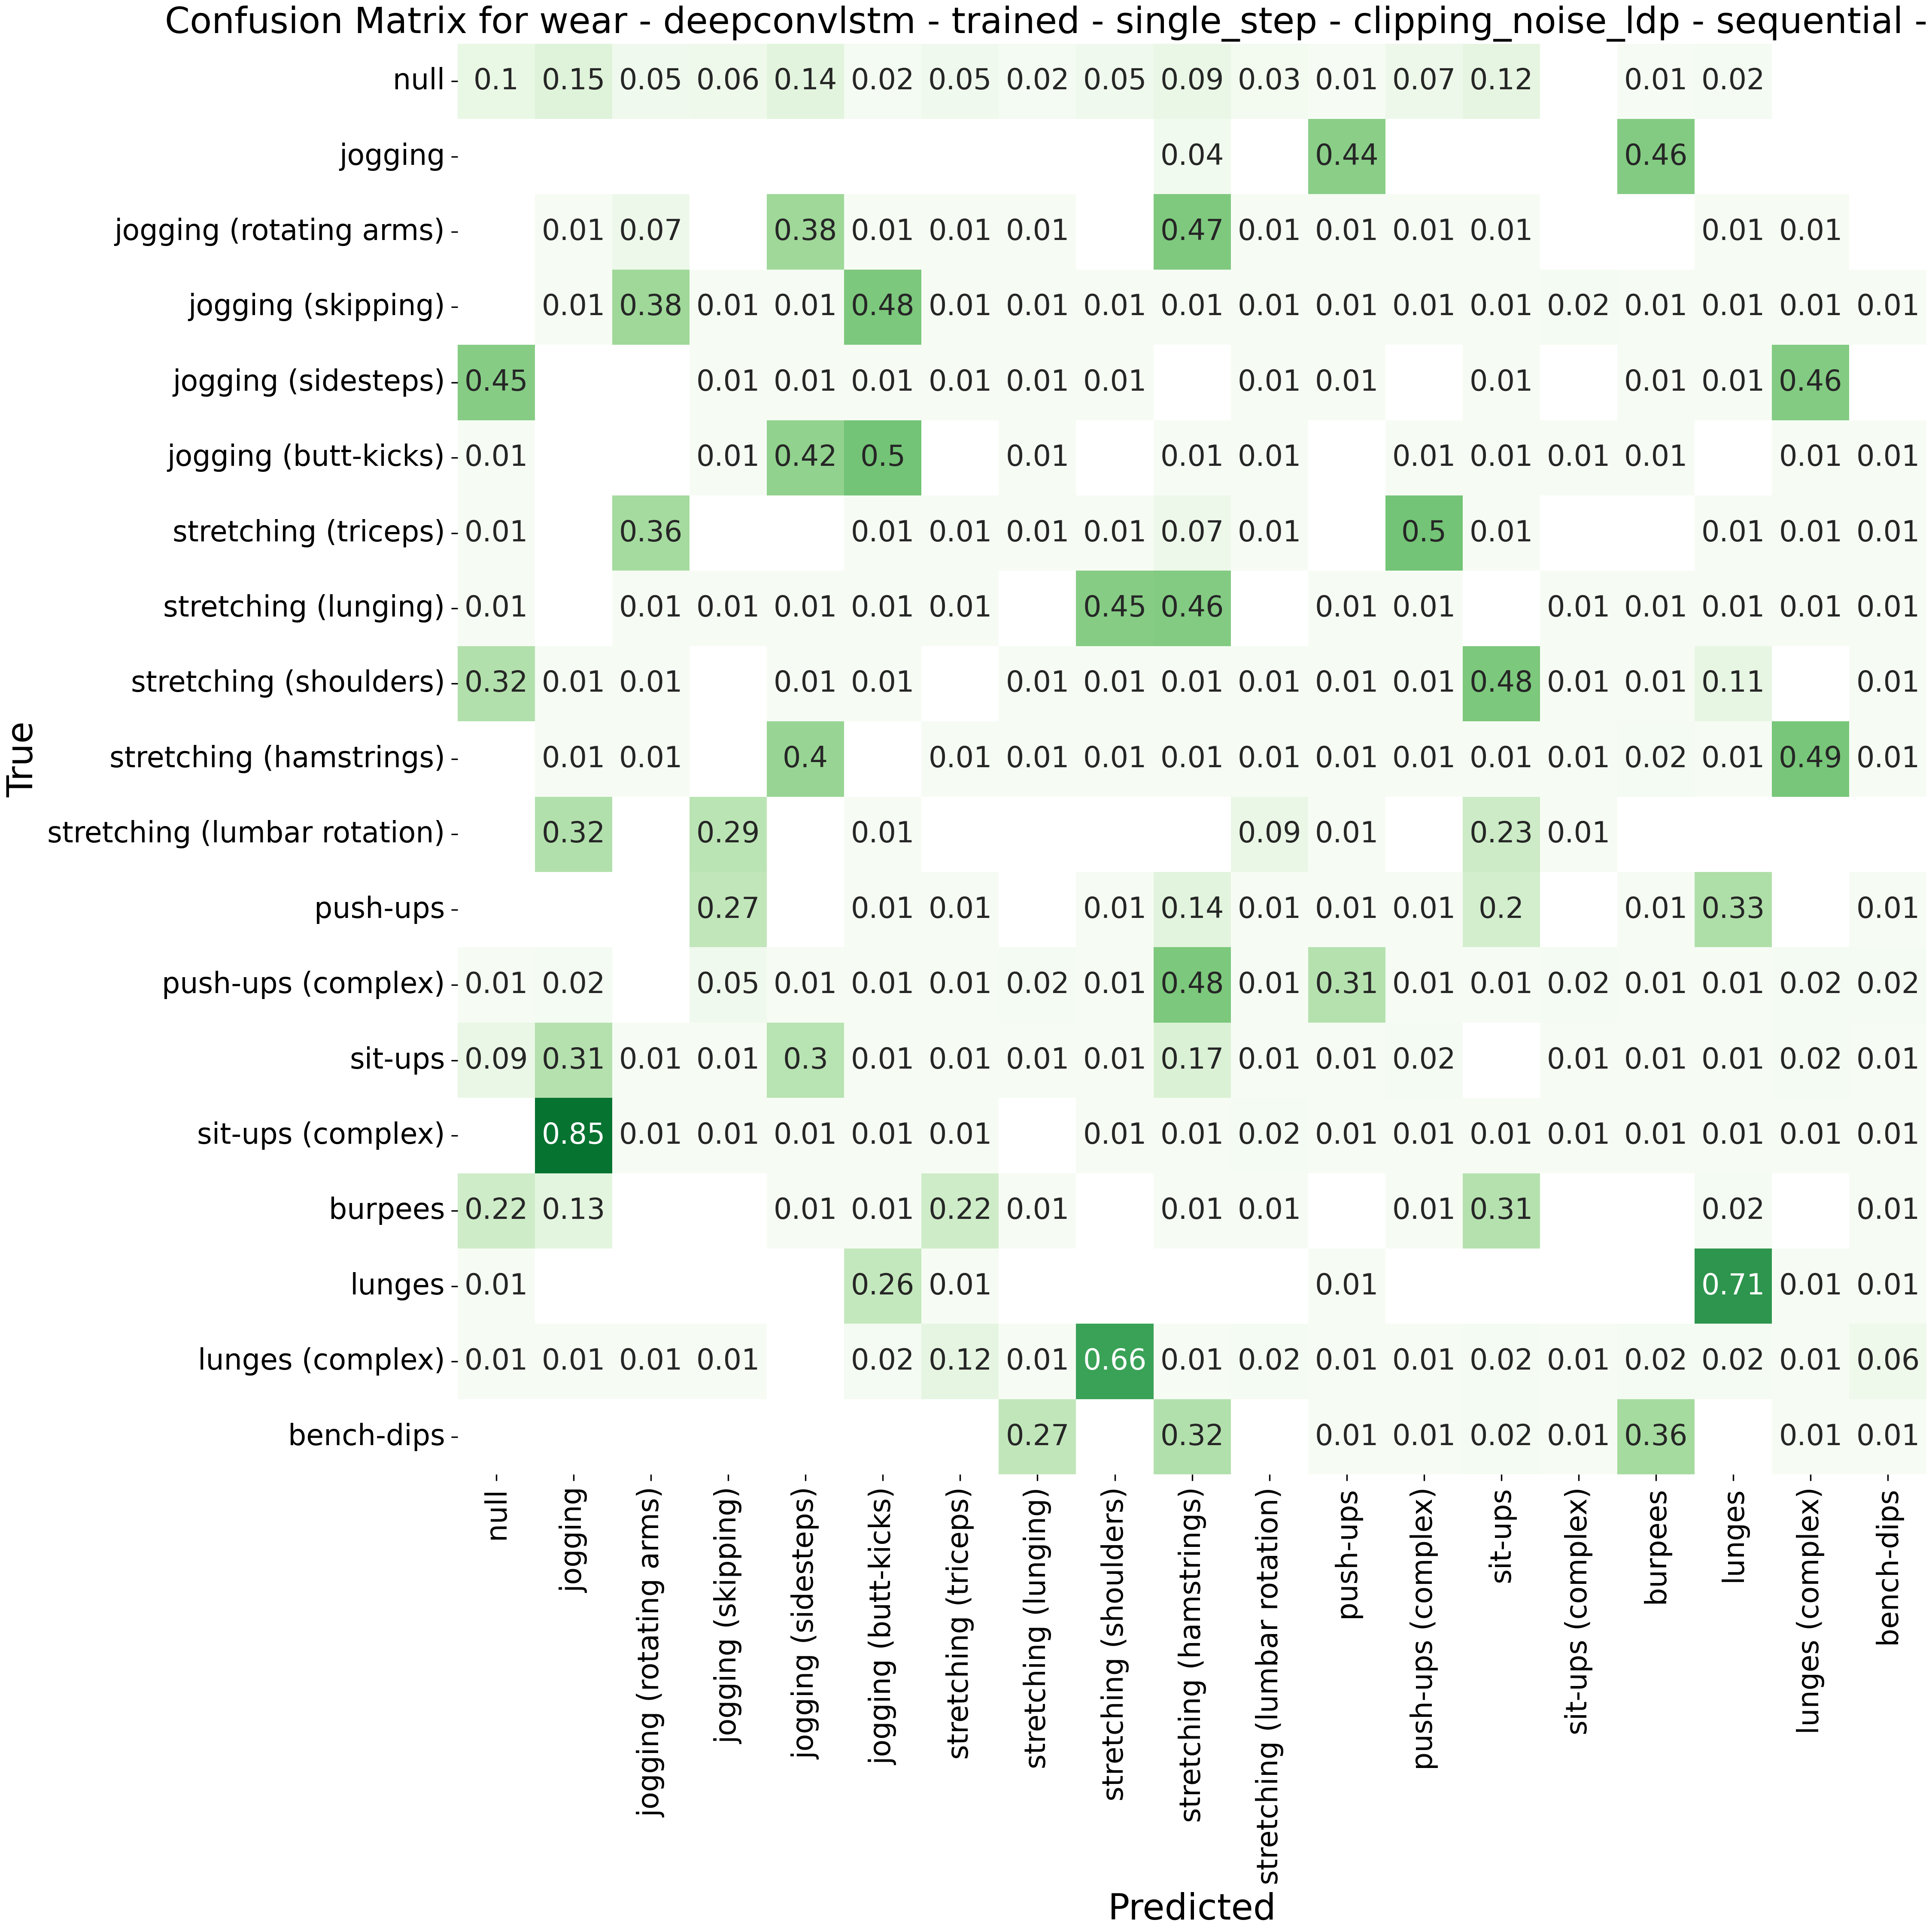 Confusion Matrix for wear - deepconvlstm - trained - single_step - clipping_noise_ldp - sequential -
null 0.1 0.15 0.05 0.06 0.14 0.02 0.05 0.02 0.05 0.09 0.03 0.01 0.07 0.12 0.01 0.02
jogging 0.04 0.44 0.46
jogging (rotating arms) 0.01 0.07 0.38 0.01 0.01 0.01 0.47 0.01 0.01 0.01 0.01 0.01 0.01
jogging (skipping) 0.01 0.38 0.01 0.01 0.48 0.01 0.01 0.01 0.01 0.01 0.01 0.01 0.01 0.02 0.01 0.01 0.01 0.01
jogging (sidesteps) 0.45 0.01 0.01 0.01 0.01 0.01 0.01 0.01 0.01 0.01 0.01 0.01 0.46
jogging (butt-kicks) 0.01 0.01 0.42 0.5 0.01 0.01 0.01 0.01 0.01 0.01 0.01 0.01 0.01
stretching (triceps) 0.01 0.36 0.01 0.01 0.01 0.01 0.07 0.01 0.5 0.01 0.01 0.01 0.01
stretching (lunging) 0.01 0.01 0.01 0.01 0.01 0.01 0.45 0.46 0.01 0.01 0.01 0.01 0.01 0.01 0.01
stretching (shoulders) 0.32 0.01 0.01 0.01 0.01 0.01 0.01 0.01 0.01 0.01 0.01 0.48 0.01 0.01 0.11 0.01
stretching (hamstrings) 0.01 0.01 0.4 0.01 0.01 0.01 0.01 0.01 0.01 0.01 0.01 0.01 0.02 0.01 0.49 0.01
stretching (lumbar rotation) 0.32 0.29 0.01 0.09 0.01 0.23 0.01
push-ups 0.27 0.01 0.01 0.01 0.14 0.01 0.01 0.01 0.2 0.01 0.33 0.01
push-ups (complex) 0.01 0.02 0.05 0.01 0.01 0.01 0.02 0.01 0.48 0.01 0.31 0.01 0.01 0.02 0.01 0.01 0.02 0.02
sit-ups 0.09 0.31 0.01 0.01 0.3 0.01 0.01 0.01 0.01 0.17 0.01 0.01 0.02 0.01 0.01 0.01 0.02 0.01
sit-ups (complex) 0.85 0.01 0.01 0.01 0.01 0.01 0.01 0.01 0.02 0.01 0.01 0.01 0.01 0.01 0.01 0.01 0.01
burpees 0.22 0.13 0.01 0.01 0.22 0.01 0.01 0.01 0.01 0.31 0.02 0.01
lunges 0.01 0.26 0.01 0.01 0.71 0.01 0.01
lunges (complex) 0.01 0.01 0.01 0.01 0.02 0.12 0.01 0.66 0.01 0.02 0.01 0.01 0.02 0.01 0.02 0.02 0.01 0.06
bench-dips 0.27 0.32 0.01 0.01 0.02 0.01 0.36 0.01 0.01
True
null
jogging
jogging (rotating arms)
jogging (skipping)
jogging (sidesteps)
jogging (butt-kicks)
stretching (triceps)
stretching (lunging)
stretching (shoulders)
stretching (hamstrings)
stretching (lumbar rotation)
push-ups
push-ups (complex)
sit-ups
sit-ups (complex)
burpees
lunges
lunges (complex)
bench-dips
Predicted